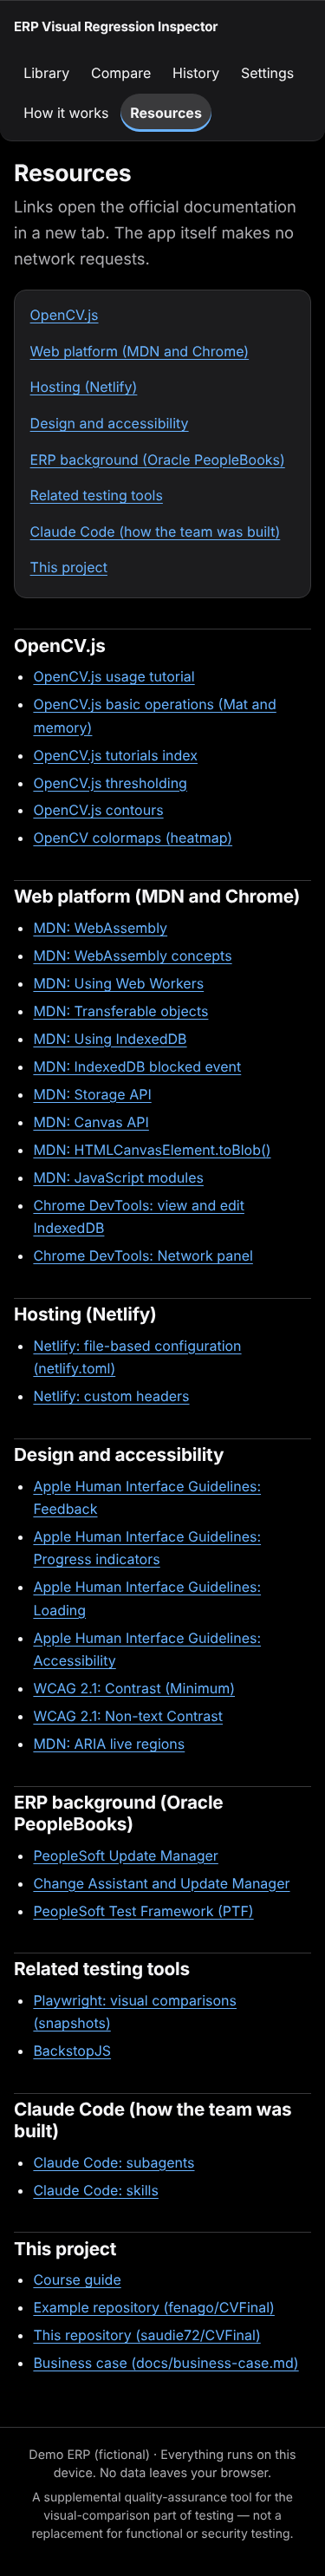 ERP Visual Regression Inspector
Library Compare History Settings
How it works Resources
Resources
Links open the official documentation
in a new tab. The app itself makes no
network requests.
OpenCV.js
Web platform (MDN and Chrome)
Hosting (Netlify)
Design and accessibility
ERP background (Oracle PeopleBooks)
Related testing tools
Claude Code (how the team was built)
This project
OpenCV.js
• OpenCV.js usage tutorial
• OpenCV.js basic operations (Mat and
memory)
• OpenCV.js tutorials index
• OpenCV.js thresholding
• OpenCV.js contours
• OpenCV colormaps (heatmap)
Web platform (MDN and Chrome)
• MDN: WebAssembly
• MDN: WebAssembly concepts
• MDN: Using Web Workers
• MDN: Transferable objects
• MDN: Using IndexedDB
• MDN: IndexedDB blocked event
• MDN: Storage API
• MDN: Canvas API
• MDN: HTMLCanvasElement.toBlob()
• MDN: JavaScript modules
• Chrome DevTools: view and edit
IndexedDB
• Chrome DevTools: Network panel
Hosting (Netlify)
• Netlify: file-based configuration
(netlify.toml)
• Netlify: custom headers
Design and accessibility
• Apple Human Interface Guidelines:
Feedback
• Apple Human Interface Guidelines:
Progress indicators
• Apple Human Interface Guidelines:
Loading
• Apple Human Interface Guidelines:
Accessibility
• WCAG 2.1: Contrast (Minimum)
• WCAG 2.1: Non-text Contrast
• MDN: ARIA live regions
ERP background (Oracle
PeopleBooks)
• PeopleSoft Update Manager
• Change Assistant and Update Manager
• PeopleSoft Test Framework (PTF)
Related testing tools
• Playwright: visual comparisons
(snapshots)
• BackstopJS
Claude Code (how the team was
built)
• Claude Code: subagents
• Claude Code: skills
This project
• Course guide
• Example repository (fenago/CVFinal)
• This repository (saudie72/CVFinal)
• Business case (docs/business-case.md)
Demo ERP (fictional) · Everything runs on this
device. No data leaves your browser.
A supplemental quality-assurance tool for the
visual-comparison part of testing — not a
replacement for functional or security testing.